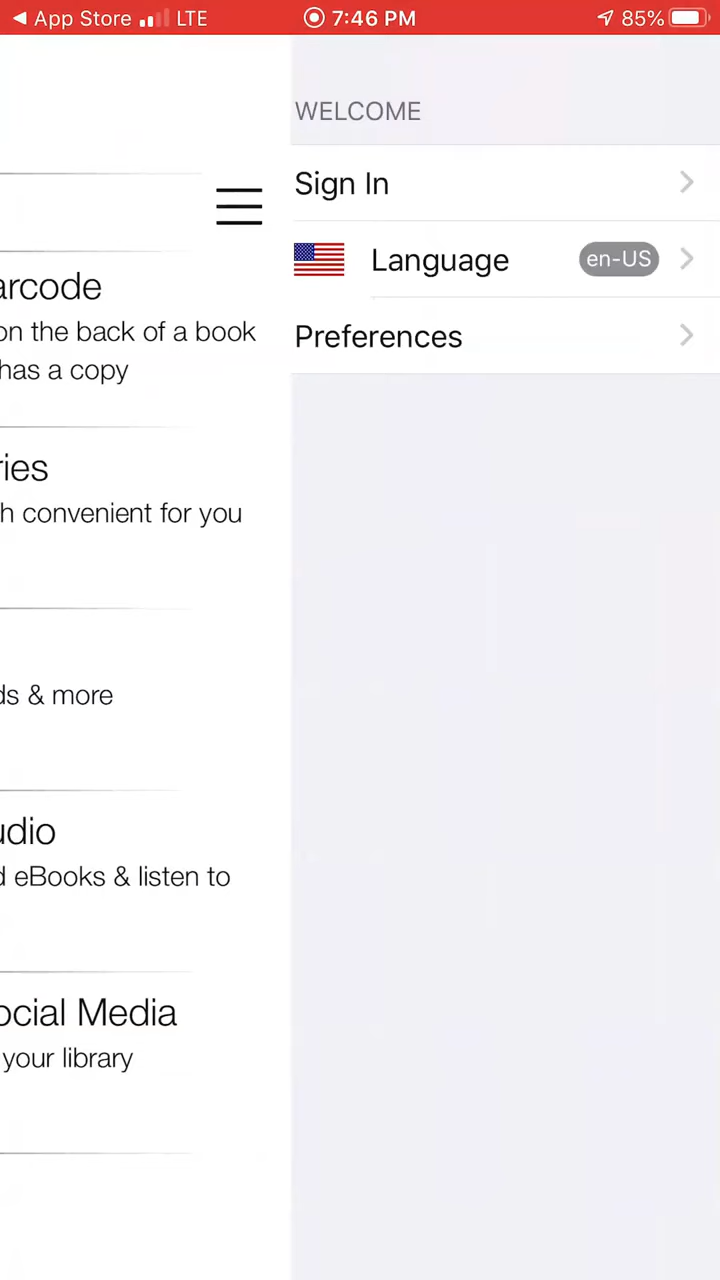 App Store LTE 7:46 PM 85%
WELCOME
Sign In
Language en-US
Preferences
arcode
on the back of a book
has a copy
ries
h convenient for you
ds & more
udio
d eBooks & listen to
ocial Media
your library